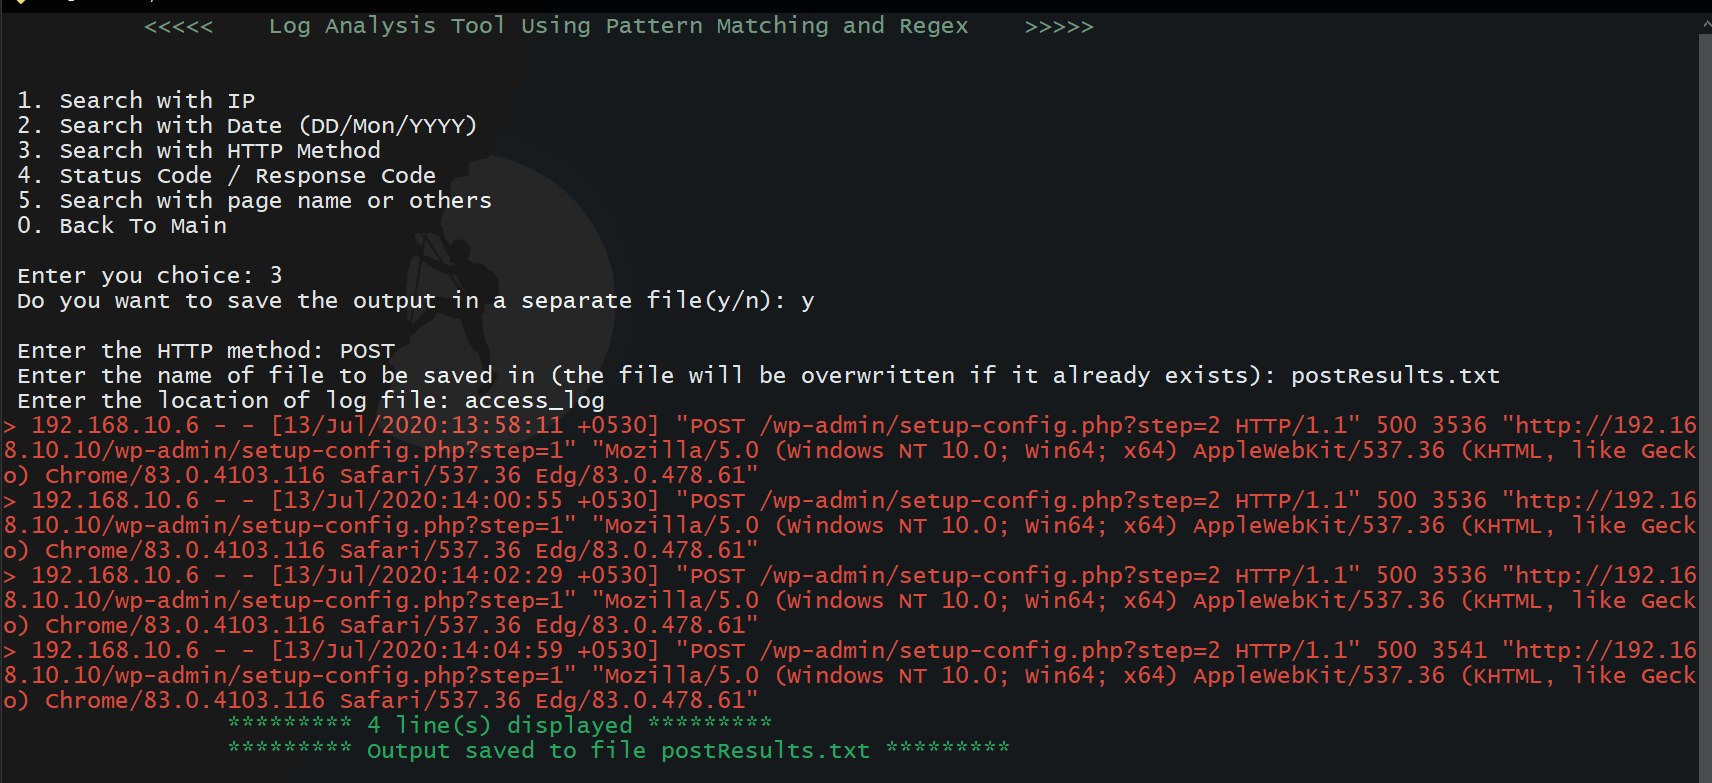 <<<<<    Log Analysis Tool Using Pattern Matching and Regex    >>>>>
1. Search with IP
2. Search with Date (DD/Mon/YYYY)
3. Search with HTTP Method
4. Status Code / Response Code
5. Search with page name or others
0. Back To Main
Enter you choice: 3
Do you want to save the output in a separate file(y/n): y
Enter the HTTP method: POST
Enter the name of file to be saved in (the file will be overwritten if it already exists): postResults.txt
Enter the location of log file: access_log
> 192.168.10.6 - - [13/Jul/2020:13:58:11 +0530] "POST /wp-admin/setup-config.php?step=2 HTTP/1.1" 500 3536 "http://192.16
8.10.10/wp-admin/setup-config.php?step=1" "Mozilla/5.0 (Windows NT 10.0; Win64; x64) AppleWebKit/537.36 (KHTML, like Geck
o) Chrome/83.0.4103.116 Safari/537.36 Edg/83.0.478.61"
> 192.168.10.6 - - [13/Jul/2020:14:00:55 +0530] "POST /wp-admin/setup-config.php?step=2 HTTP/1.1" 500 3536 "http://192.16
8.10.10/wp-admin/setup-config.php?step=1" "Mozilla/5.0 (Windows NT 10.0; Win64; x64) AppleWebKit/537.36 (KHTML, like Geck
o) Chrome/83.0.4103.116 Safari/537.36 Edg/83.0.478.61"
> 192.168.10.6 - - [13/Jul/2020:14:02:29 +0530] "POST /wp-admin/setup-config.php?step=2 HTTP/1.1" 500 3536 "http://192.16
8.10.10/wp-admin/setup-config.php?step=1" "Mozilla/5.0 (Windows NT 10.0; Win64; x64) AppleWebKit/537.36 (KHTML, like Geck
o) Chrome/83.0.4103.116 Safari/537.36 Edg/83.0.478.61"
> 192.168.10.6 - - [13/Jul/2020:14:04:59 +0530] "POST /wp-admin/setup-config.php?step=2 HTTP/1.1" 500 3541 "http://192.16
8.10.10/wp-admin/setup-config.php?step=1" "Mozilla/5.0 (Windows NT 10.0; Win64; x64) AppleWebKit/537.36 (KHTML, like Geck
o) Chrome/83.0.4103.116 Safari/537.36 Edg/83.0.478.61"
********* 4 line(s) displayed *********
********* Output saved to file postResults.txt *********